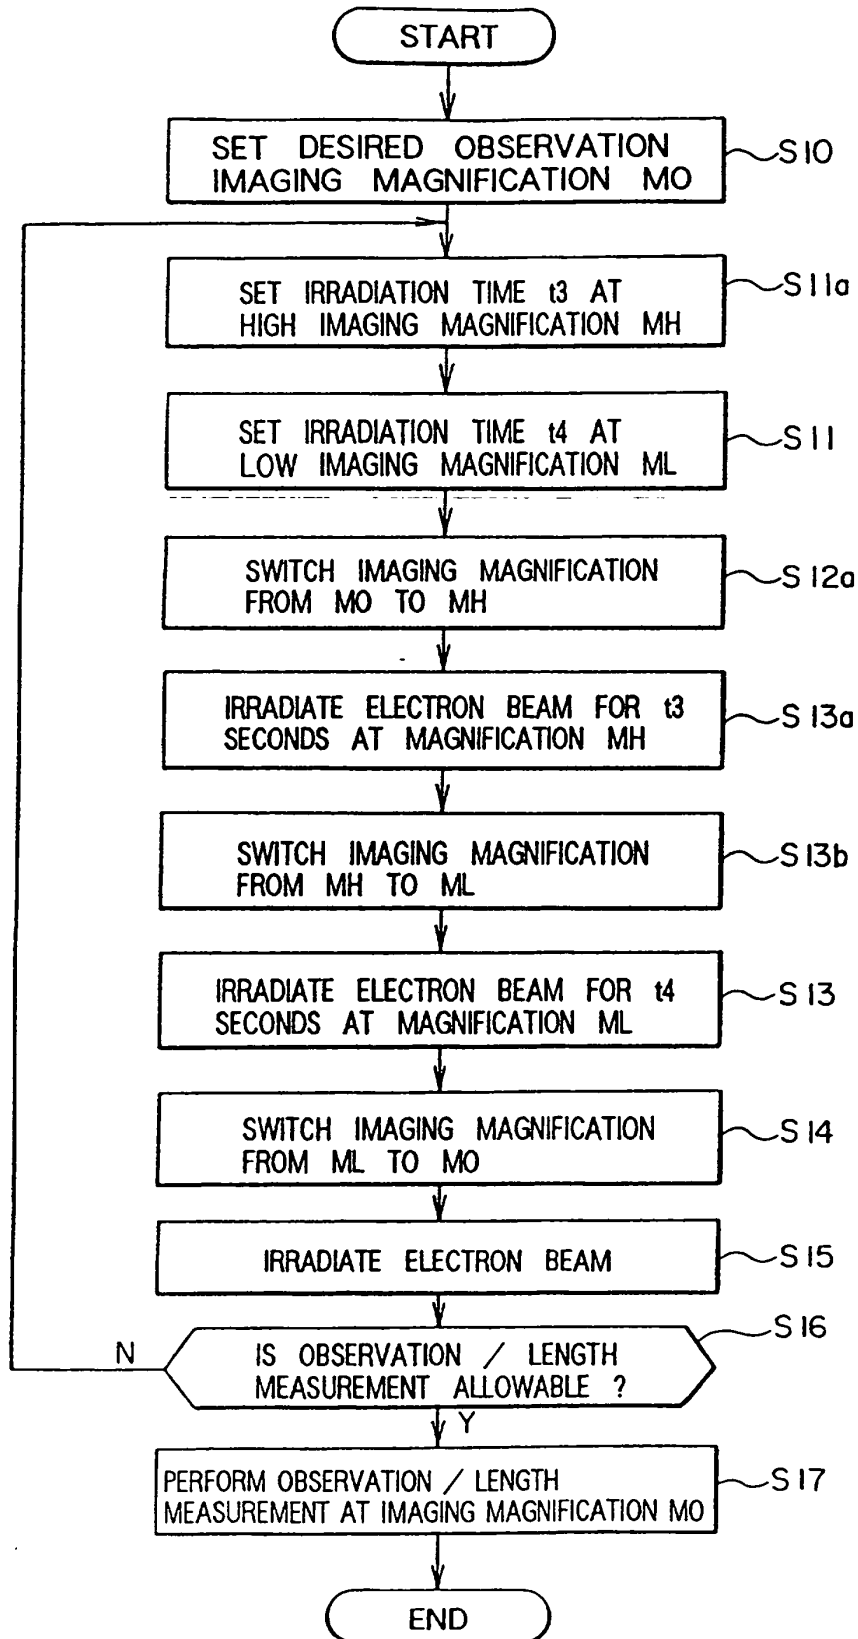 START
SET DESIRED OBSERVATION
IMAGING MAGNIFICATION MO
S10
SET IRRADIATION TIME t3 AT
HIGH IMAGING MAGNIFICATION MH
S11a
SET IRRADIATION TIME t4 AT
LOW IMAGING MAGNIFICATION ML
S11
SWITCH IMAGING MAGNIFICATION
FROM MO TO MH
S12a
IRRADIATE ELECTRON BEAM FOR t3
SECONDS AT MAGNIFICATION MH
S13a
SWITCH IMAGING MAGNIFICATION
FROM MH TO ML
S13b
IRRADIATE ELECTRON BEAM FOR t4
SECONDS AT MAGNIFICATION ML
S13
SWITCH IMAGING MAGNIFICATION
FROM ML TO MO
S14
IRRADIATE ELECTRON BEAM
S15
N
IS OBSERVATION / LENGTH
MEASUREMENT ALLOWABLE ?
S16
Y
PERFORM OBSERVATION / LENGTH
MEASUREMENT AT IMAGING MAGNIFICATION MO
S17
END